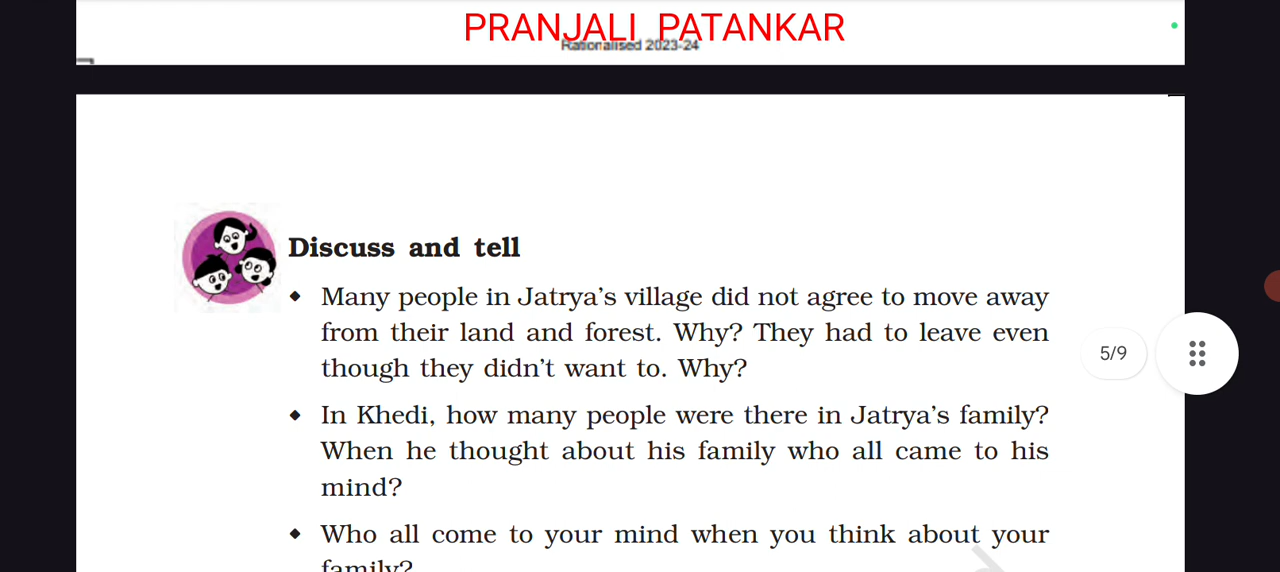 PRANJALI PATANKAR
Rationalised 2023-24
Discuss and tell
◆ Many people in Jatrya’s village did not agree to move away
from their land and forest. Why? They had to leave even
though they didn’t want to. Why?
5/9
◆ In Khedi, how many people were there in Jatrya’s family?
When he thought about his family who all came to his
mind?
◆ Who all come to your mind when you think about your
family?